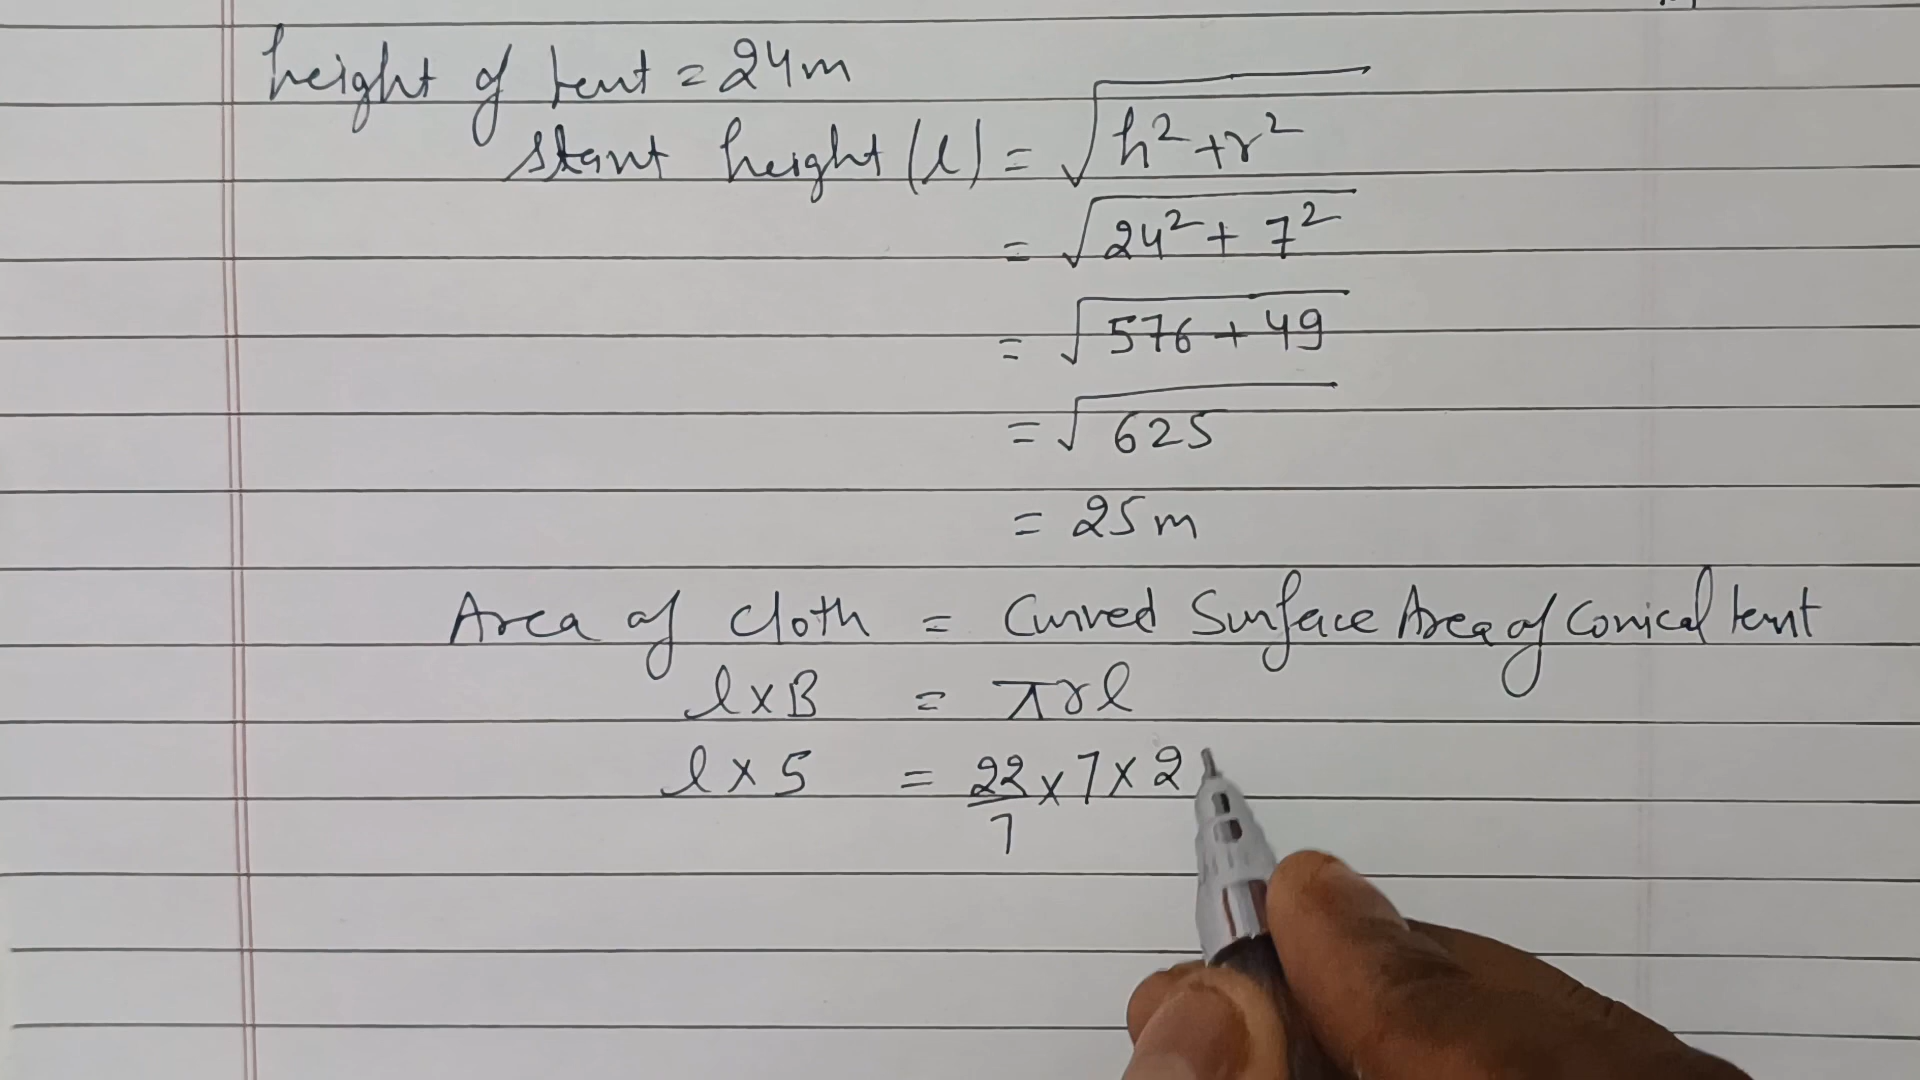 height of tent = 24m
slant height (l) = √h²+r²
= √24² + 7²
= √576 + 49
= √625
= 25m
Area of cloth = Curved Surface Area of Conical tent
l x B = πrl
l x 5 = 22/7 x 7 x 2